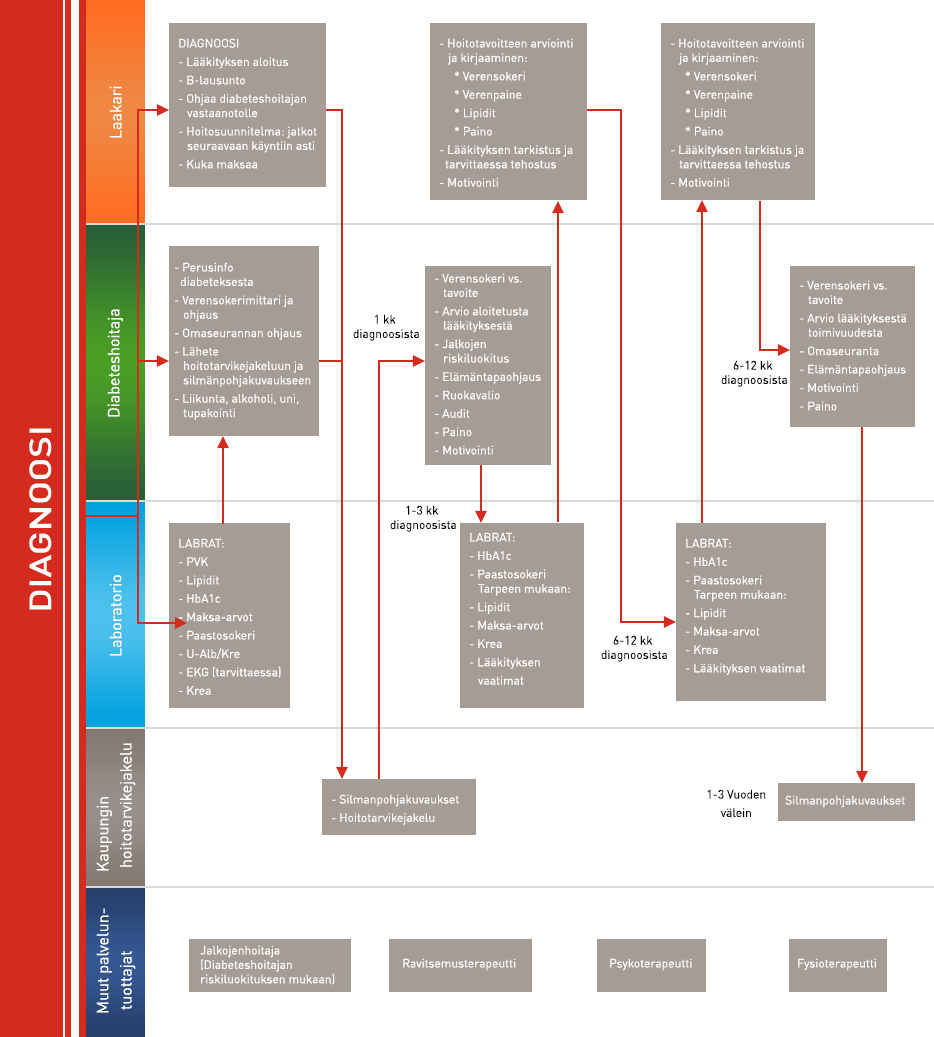 DIAGNOOSI
Laakari
DIAGNOOSI
- Lääkityksen aloitus
- B-lausunto
- Ohjaa diabeteshoitajan
vastaanotolle
- Hoitosuunnitelma: jatkot
seuraavaan käyntiin asti
- Kuka maksaa
- Hoitotavoitteen arviointi
ja kirjaaminen:
* Verensokeri
* Verenpaine
* Lipidit
* Paino
- Lääkityksen tarkistus ja
tarvittaessa tehostus
- Motivointi
- Hoitotavoitteen arviointi
ja kirjaaminen:
* Verensokeri
* Verenpaine
* Lipidit
* Paino
- Lääkityksen tarkistus ja
tarvittaessa tehostus
- Motivointi
Diabeteshoitaja
- Perusinfo
diabeteksesta
- Verensokerimittari ja
ohjaus
- Omaseurannan ohjaus
- Lähete
hoitotarvikejakeluun ja
silmänpohjakuvaukseen
- Liikunta, alkoholi, uni,
tupakointi
1 kk
diagnoosista
- Verensokeri vs.
tavoite
- Arvio aloitetusta
lääkityksestä
- Jalkojen
riskiluokitus
- Elämäntapaohjaus
- Ruokavalio
- Audit
- Paino
- Motivointi
6-12 kk
diagnoosista
- Verensokeri vs.
tavoite
- Arvio lääkityksestä
toimivuudesta
- Omaseuranta
- Elämäntapaohjaus
- Motivointi
- Paino
Laboratorio
LABRAT:
- PVK
- Lipidit
- HbA1c
- Maksa-arvot
- Paastosokeri
- U-Alb/Kre
- EKG (tarvittaessa)
- Krea
1-3 kk
diagnoosista
LABRAT:
- HbA1c
- Paastosokeri
Tarpeen mukaan:
- Lipidit
- Maksa-arvot
- Krea
- Lääkityksen
vaatimat
6-12 kk
diagnoosista
LABRAT:
- HbA1c
- Paastosokeri
Tarpeen mukaan:
- Lipidit
- Maksa-arvot
- Krea
- Lääkityksen vaatimat
Kaupungin
hoitotarvikejakelu
- Silmanpohjakuvaukset
- Hoitotarvikejakelu
1-3 Vuoden
välein
Silmanpohjakuvaukset
Muut palvelun-
tuottajat
Jalkojenhoitaja
(Diabeteshoitajan
riskiluokituksen mukaan)
Ravitsemusterapeutti
Psykoterapeutti
Fysioterapeutti